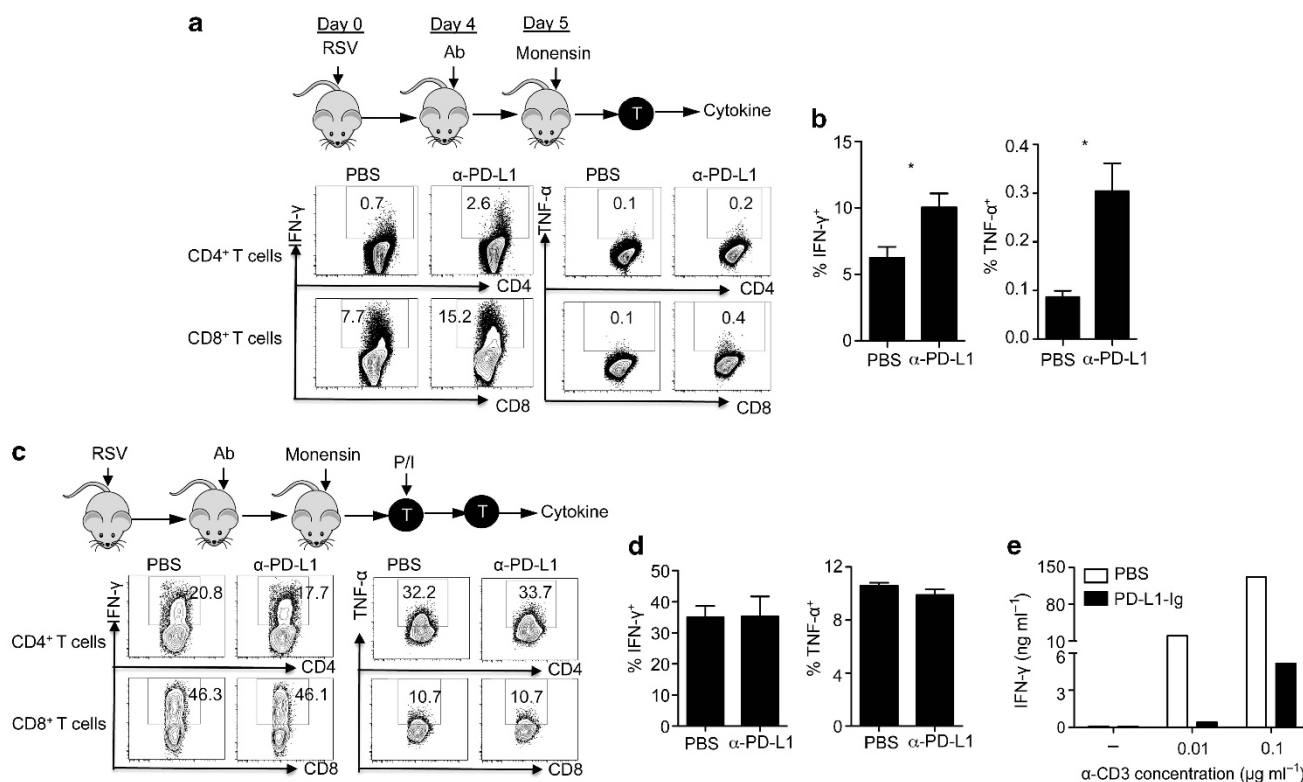 a
Day 0 Day 4 Day 5
RSV Ab Monensin
T Cytokine
PBS α-PD-L1 PBS α-PD-L1
IFN-γ TNF-α
0.7 2.6 0.1 0.2
CD4⁺ T cells
CD4 CD4
7.7 15.2 0.1 0.4
CD8⁺ T cells
CD8 CD8
b
% IFN-γ⁺
15
10
5
0
*
PBS α-PD-L1
% TNF-α⁺
0.4
0.3
0.2
0.1
0.0
*
PBS α-PD-L1
c
RSV Ab Monensin P/I
T T Cytokine
PBS α-PD-L1 PBS α-PD-L1
IFN-γ TNF-α
20.8 17.7 32.2 33.7
CD4⁺ T cells
CD4 CD4
46.3 46.1 10.7 10.7
CD8⁺ T cells
CD8 CD8
d
% IFN-γ⁺
50
40
30
20
10
0
PBS α-PD-L1
% TNF-α⁺
12
9
6
3
0
PBS α-PD-L1
e
PBS
PD-L1-Ig
IFN-γ (ng ml⁻¹)
150
80
10
6
3
0
– 0.01 0.1
α-CD3 concentration (μg ml⁻¹)